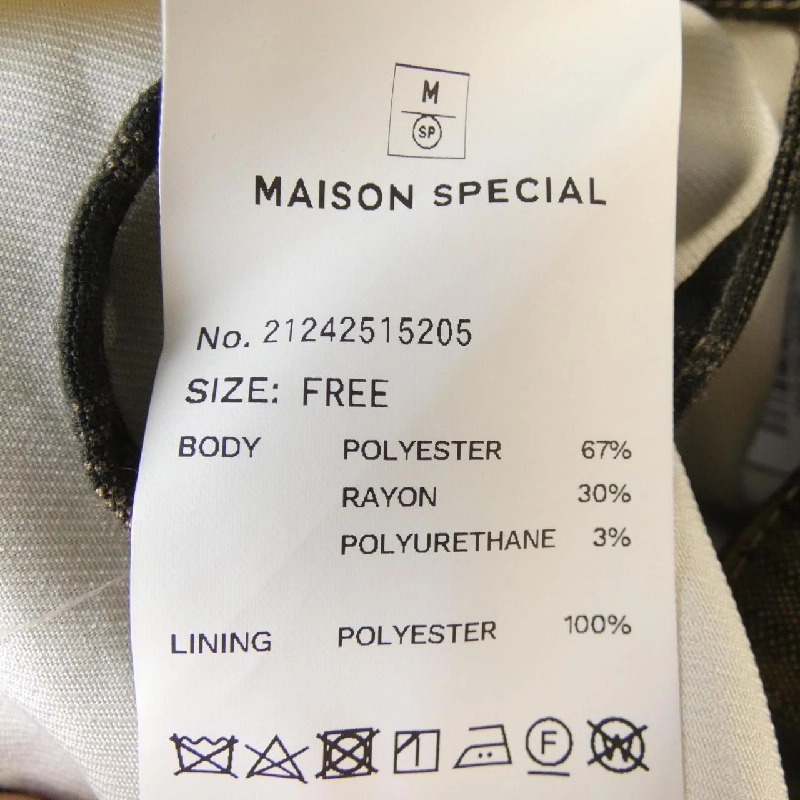 M
SP
MAISON SPECIAL
No. 21242515205
SIZE: FREE
BODY POLYESTER 67%
RAYON 30%
POLYURETHANE 3%
LINING POLYESTER 100%
F W